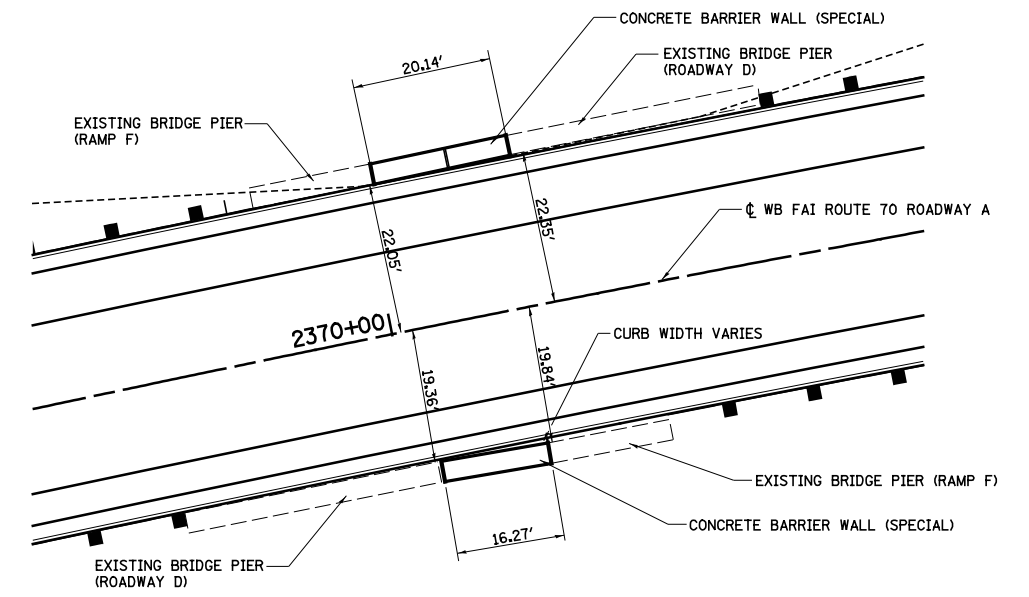 CONCRETE BARRIER WALL (SPECIAL)
20.14'
EXISTING BRIDGE PIER
(ROADWAY D)
EXISTING BRIDGE PIER
(RAMP F)
22.05'
22.35'
℄ WB FAI ROUTE 70 ROADWAY A
2370+00
CURB WIDTH VARIES
19.36'
19.84'
EXISTING BRIDGE PIER (RAMP F)
CONCRETE BARRIER WALL (SPECIAL)
16.27'
EXISTING BRIDGE PIER
(ROADWAY D)